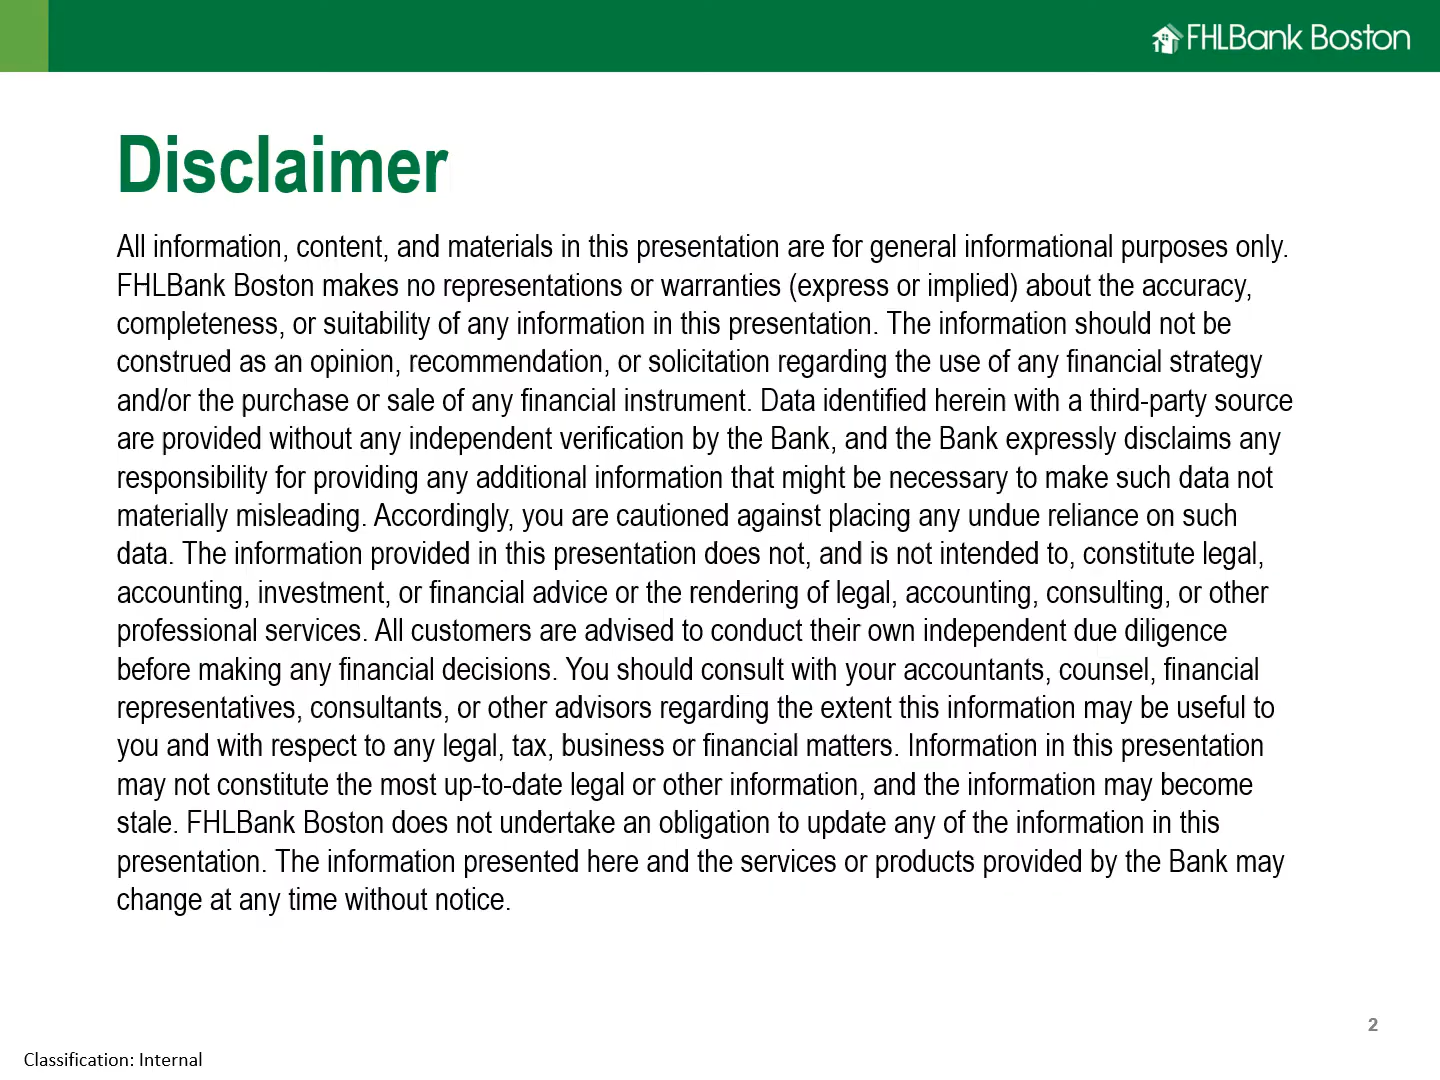 FHLBank Boston
Disclaimer
All information, content, and materials in this presentation are for general informational purposes only.
FHLBank Boston makes no representations or warranties (express or implied) about the accuracy,
completeness, or suitability of any information in this presentation. The information should not be
construed as an opinion, recommendation, or solicitation regarding the use of any financial strategy
and/or the purchase or sale of any financial instrument. Data identified herein with a third-party source
are provided without any independent verification by the Bank, and the Bank expressly disclaims any
responsibility for providing any additional information that might be necessary to make such data not
materially misleading. Accordingly, you are cautioned against placing any undue reliance on such
data. The information provided in this presentation does not, and is not intended to, constitute legal,
accounting, investment, or financial advice or the rendering of legal, accounting, consulting, or other
professional services. All customers are advised to conduct their own independent due diligence
before making any financial decisions. You should consult with your accountants, counsel, financial
representatives, consultants, or other advisors regarding the extent this information may be useful to
you and with respect to any legal, tax, business or financial matters. Information in this presentation
may not constitute the most up-to-date legal or other information, and the information may become
stale. FHLBank Boston does not undertake an obligation to update any of the information in this
presentation. The information presented here and the services or products provided by the Bank may
change at any time without notice.
2
Classification: Internal